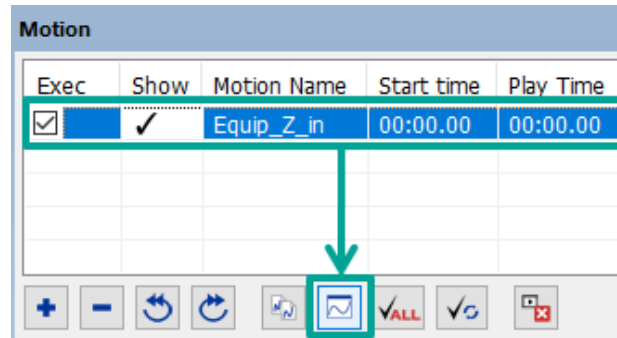 Motion
Exec Show Motion Name Start time Play Time
Equip_Z_in 00:00.00 00:00.00
ALL